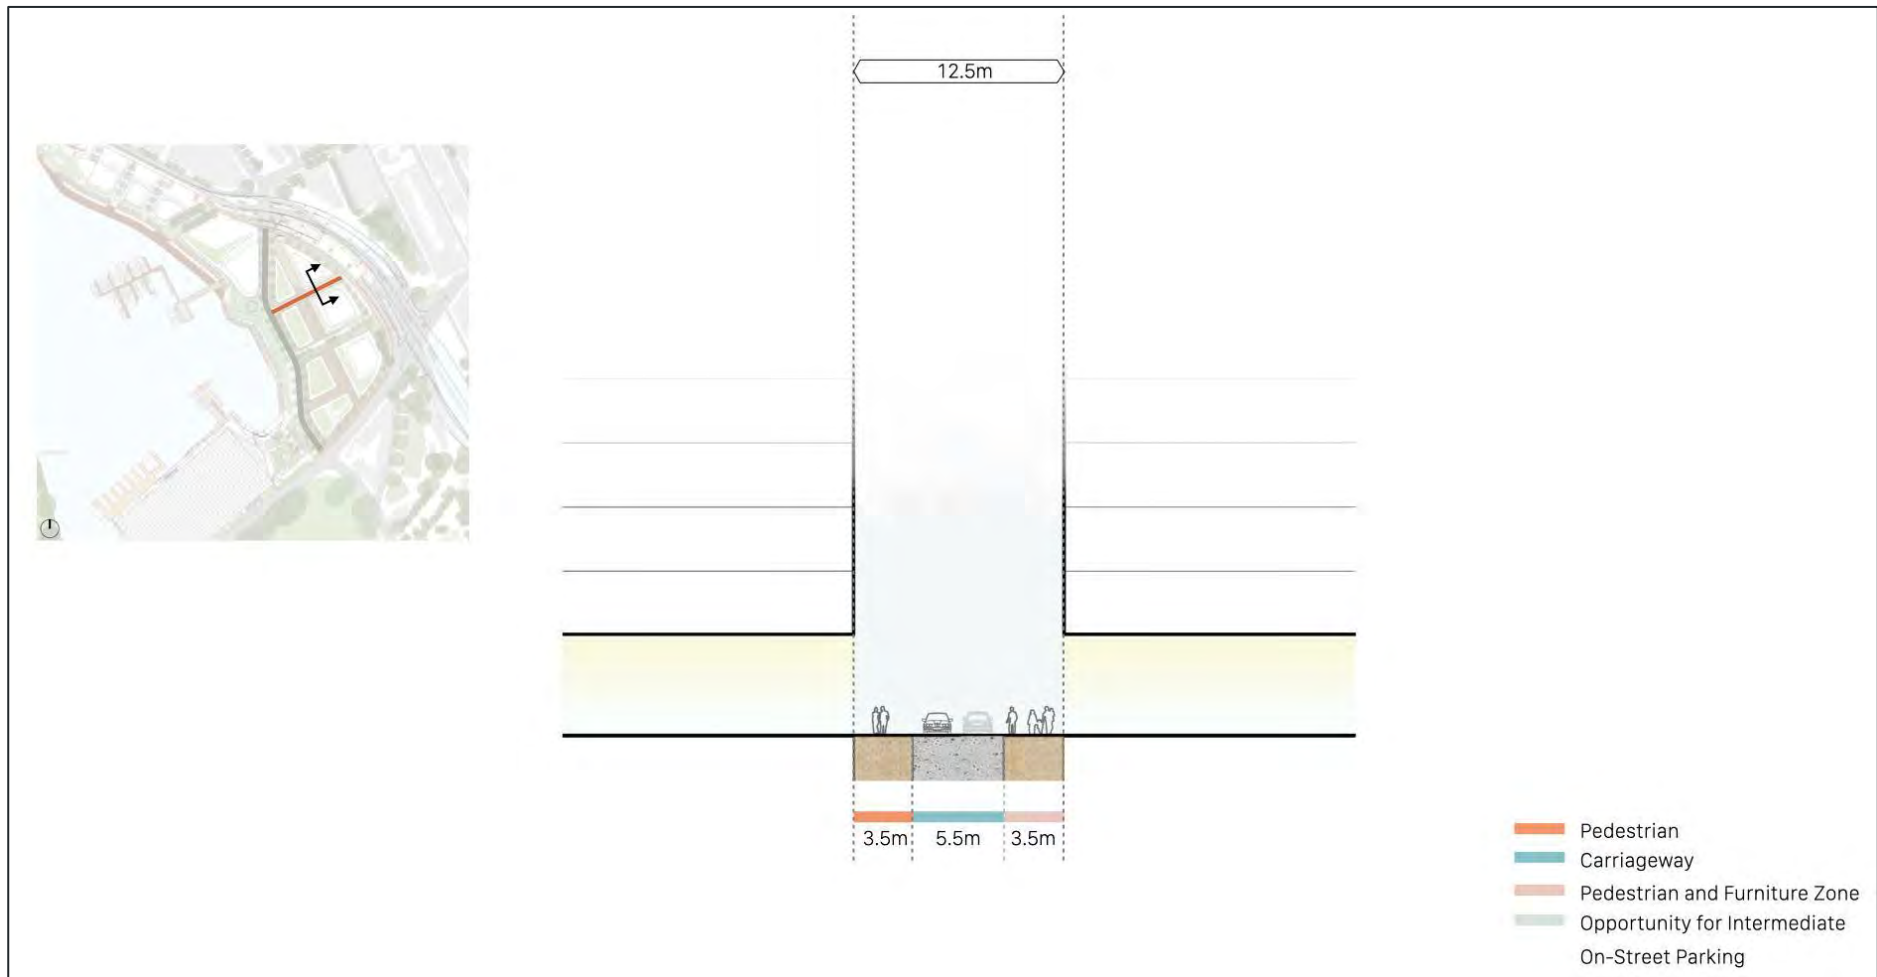 12.5m
3.5m 5.5m 3.5m
Pedestrian
Carriageway
Pedestrian and Furniture Zone
Opportunity for Intermediate
On-Street Parking